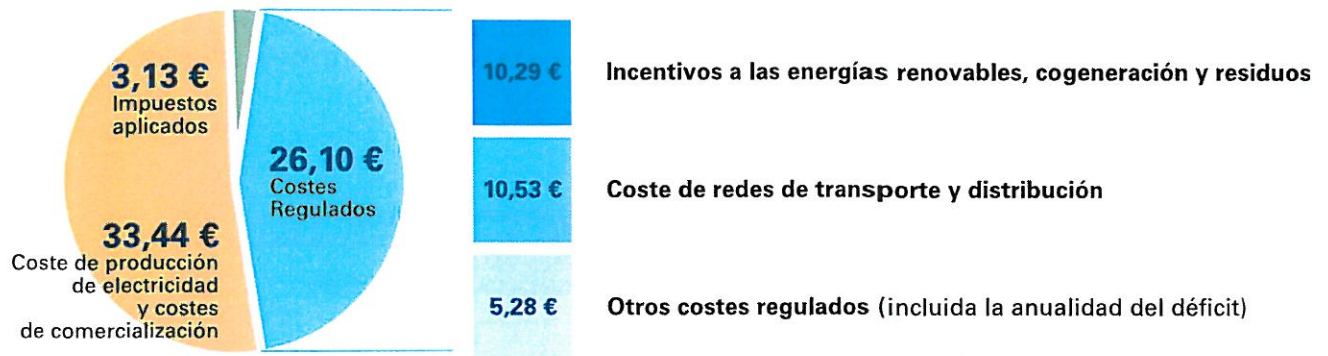 3,13 €
Impuestos
aplicados
26,10 €
Costes
Regulados
33,44 €
Coste de producción
de electricidad
y costes
de comercialización
10,29 €
Incentivos a las energías renovables, cogeneración y residuos
10,53 €
Coste de redes de transporte y distribución
5,28 €
Otros costes regulados (incluida la anualidad del déficit)